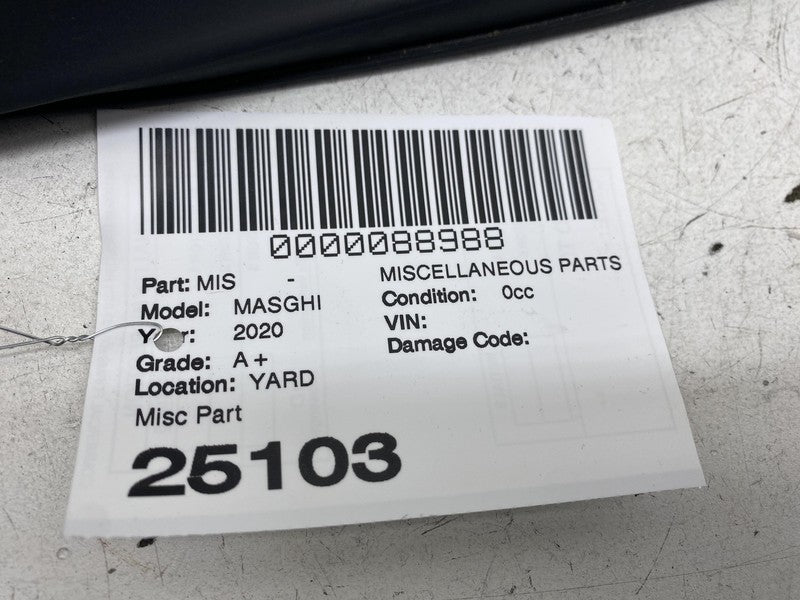 0000088988
Part: MIS - MISCELLANEOUS PARTS
Model: MASGHI Condition: 0cc
Year: 2020 VIN:
Grade: A+ Damage Code:
Location: YARD
Misc Part
25103